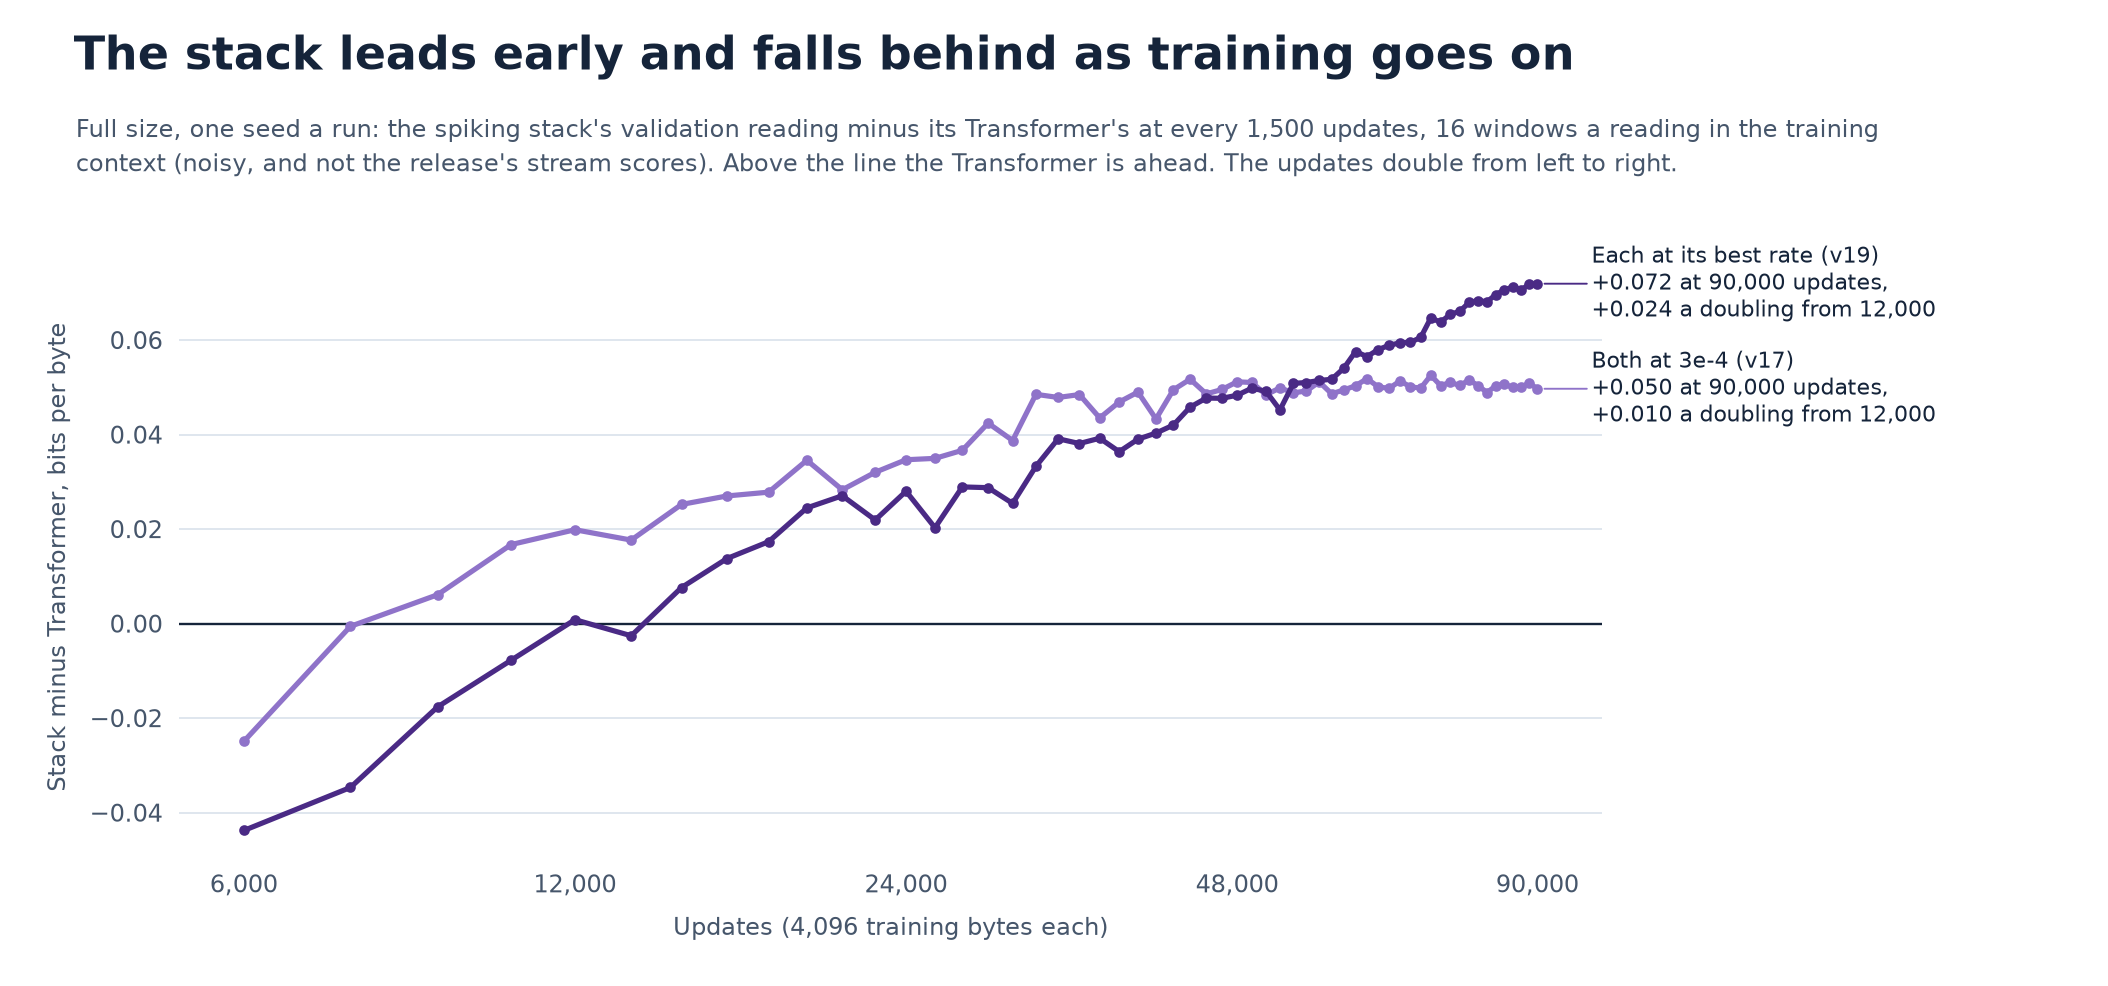 The stack leads early and falls behind as training goes on
Full size, one seed a run: the spiking stack's validation reading minus its Transformer's at every 1,500 updates, 16 windows a reading in the training
context (noisy, and not the release's stream scores). Above the line the Transformer is ahead. The updates double from left to right.
Each at its best rate (v19)
+0.072 at 90,000 updates,
+0.024 a doubling from 12,000
Both at 3e-4 (v17)
+0.050 at 90,000 updates,
+0.010 a doubling from 12,000
Stack minus Transformer, bits per byte
0.06
0.04
0.02
0.00
−0.02
−0.04
6,000 12,000 24,000 48,000 90,000
Updates (4,096 training bytes each)